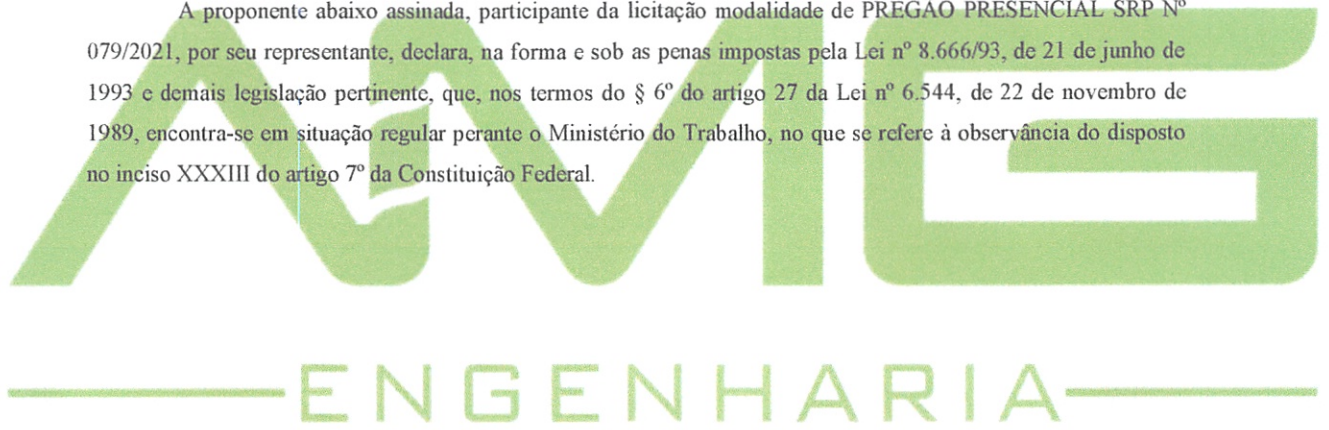 A proponente abaixo assinada, participante da licitação modalidade de PREGÃO PRESENCIAL SRP Nº
079/2021, por seu representante, declara, na forma e sob as penas impostas pela Lei nº 8.666/93, de 21 de junho de
1993 e demais legislação pertinente, que, nos termos do § 6º do artigo 27 da Lei nº 6.544, de 22 de novembro de
1989, encontra-se em situação regular perante o Ministério do Trabalho, no que se refere à observância do disposto
no inciso XXXIII do artigo 7º da Constituição Federal.
AMG
ENGENHARIA